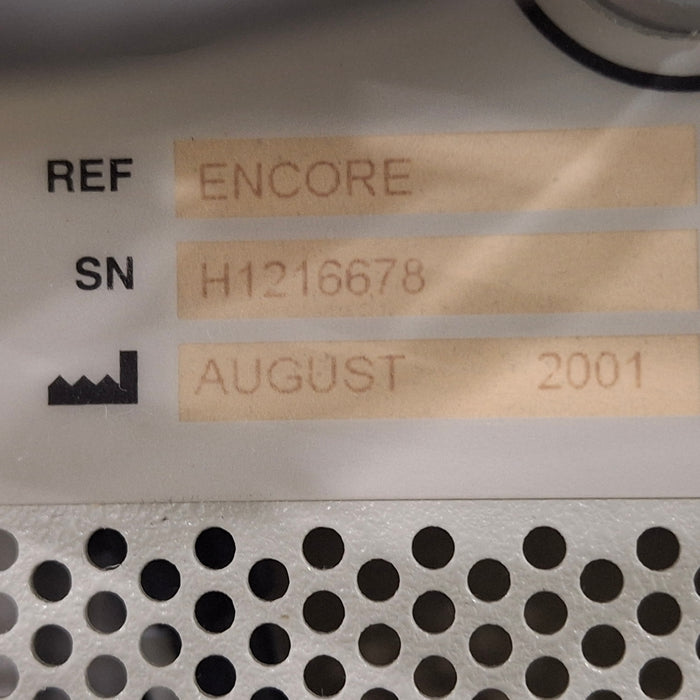 REF ENCORE
SN H1216678
AUGUST 2001